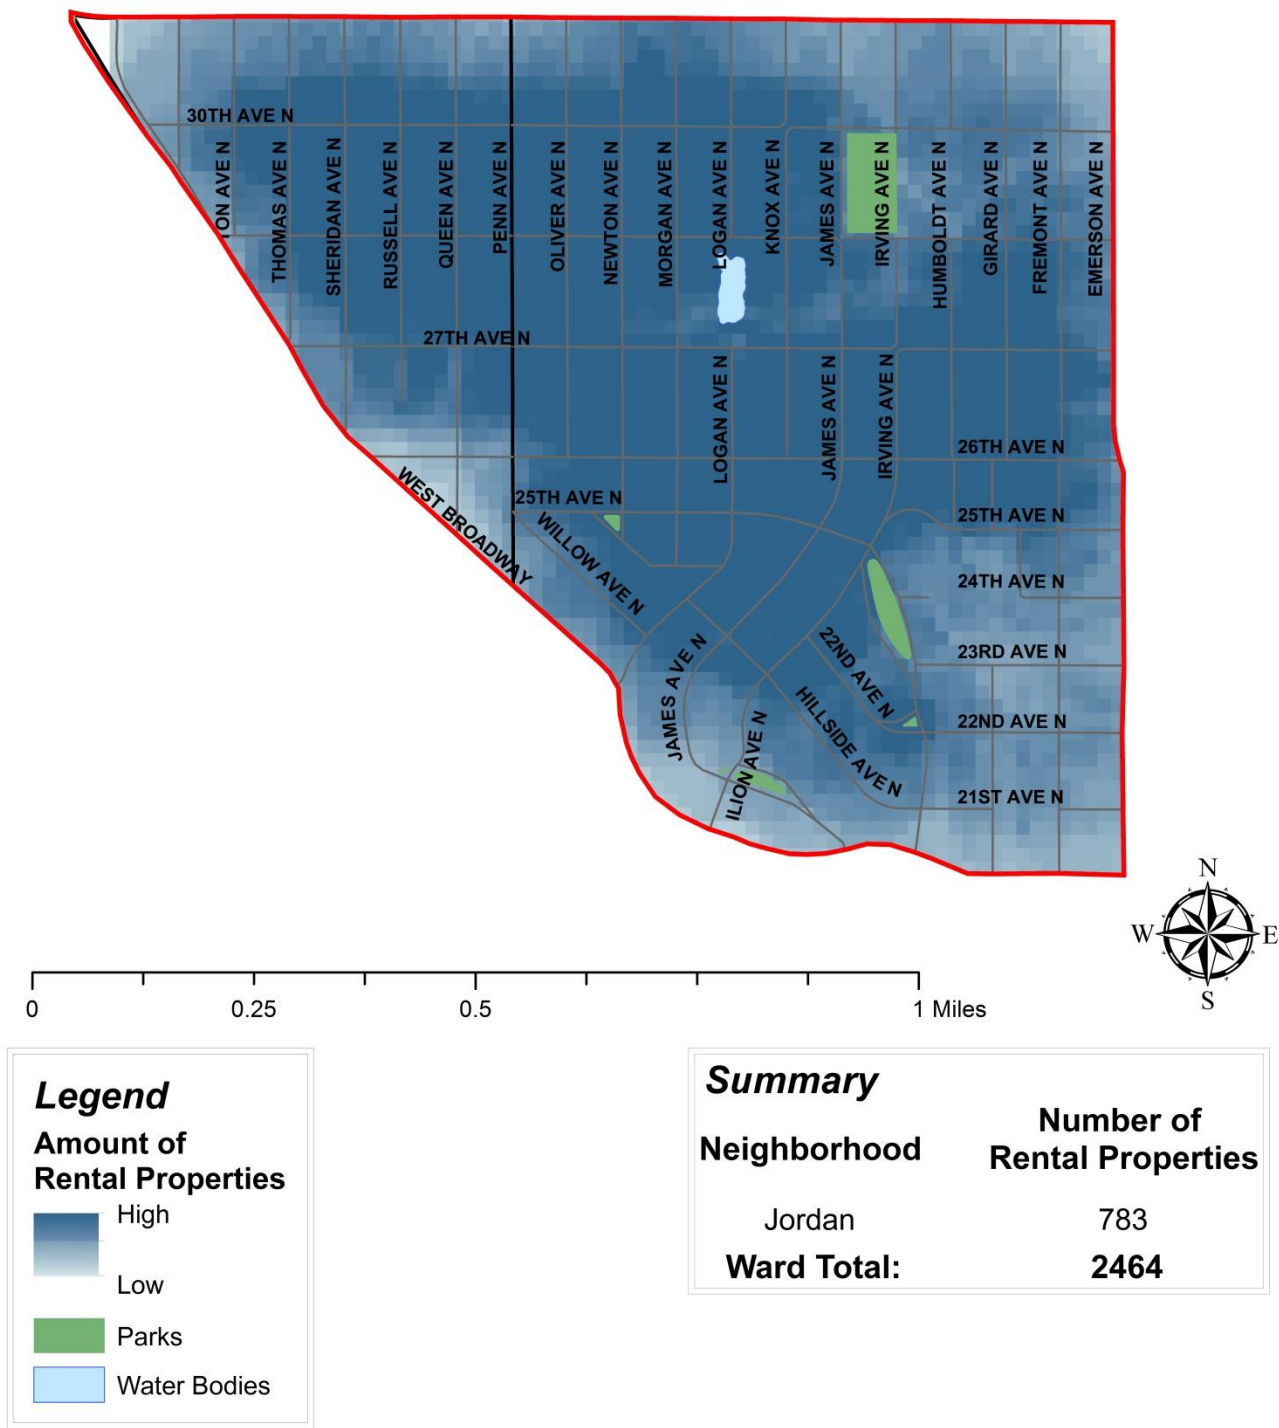 30TH AVE N
ION AVE N
THOMAS AVE N
SHERIDAN AVE N
RUSSELL AVE N
QUEEN AVE N
PENN AVE N
OLIVER AVE N
NEWTON AVE N
MORGAN AVE N
LOGAN AVE N
KNOX AVE N
JAMES AVE N
IRVING AVE N
HUMBOLDT AVE N
GIRARD AVE N
FREMONT AVE N
EMERSON AVE N
27TH AVE N
LOGAN AVE N
JAMES AVE N
IRVING AVE N
26TH AVE N
WEST BROADWAY
25TH AVE N
25TH AVE N
WILLOW AVE N
24TH AVE N
23RD AVE N
22ND AVE N
JAMES AVE N
HILLSIDE AVE N
22ND AVE N
ILION AVE N
21ST AVE N
N
W
E
S
0
0.25
0.5
1 Miles
Legend
Amount of
Rental Properties
High
Low
Parks
Water Bodies
Summary
Neighborhood
Number of
Rental Properties
Jordan 783
Ward Total: 2464